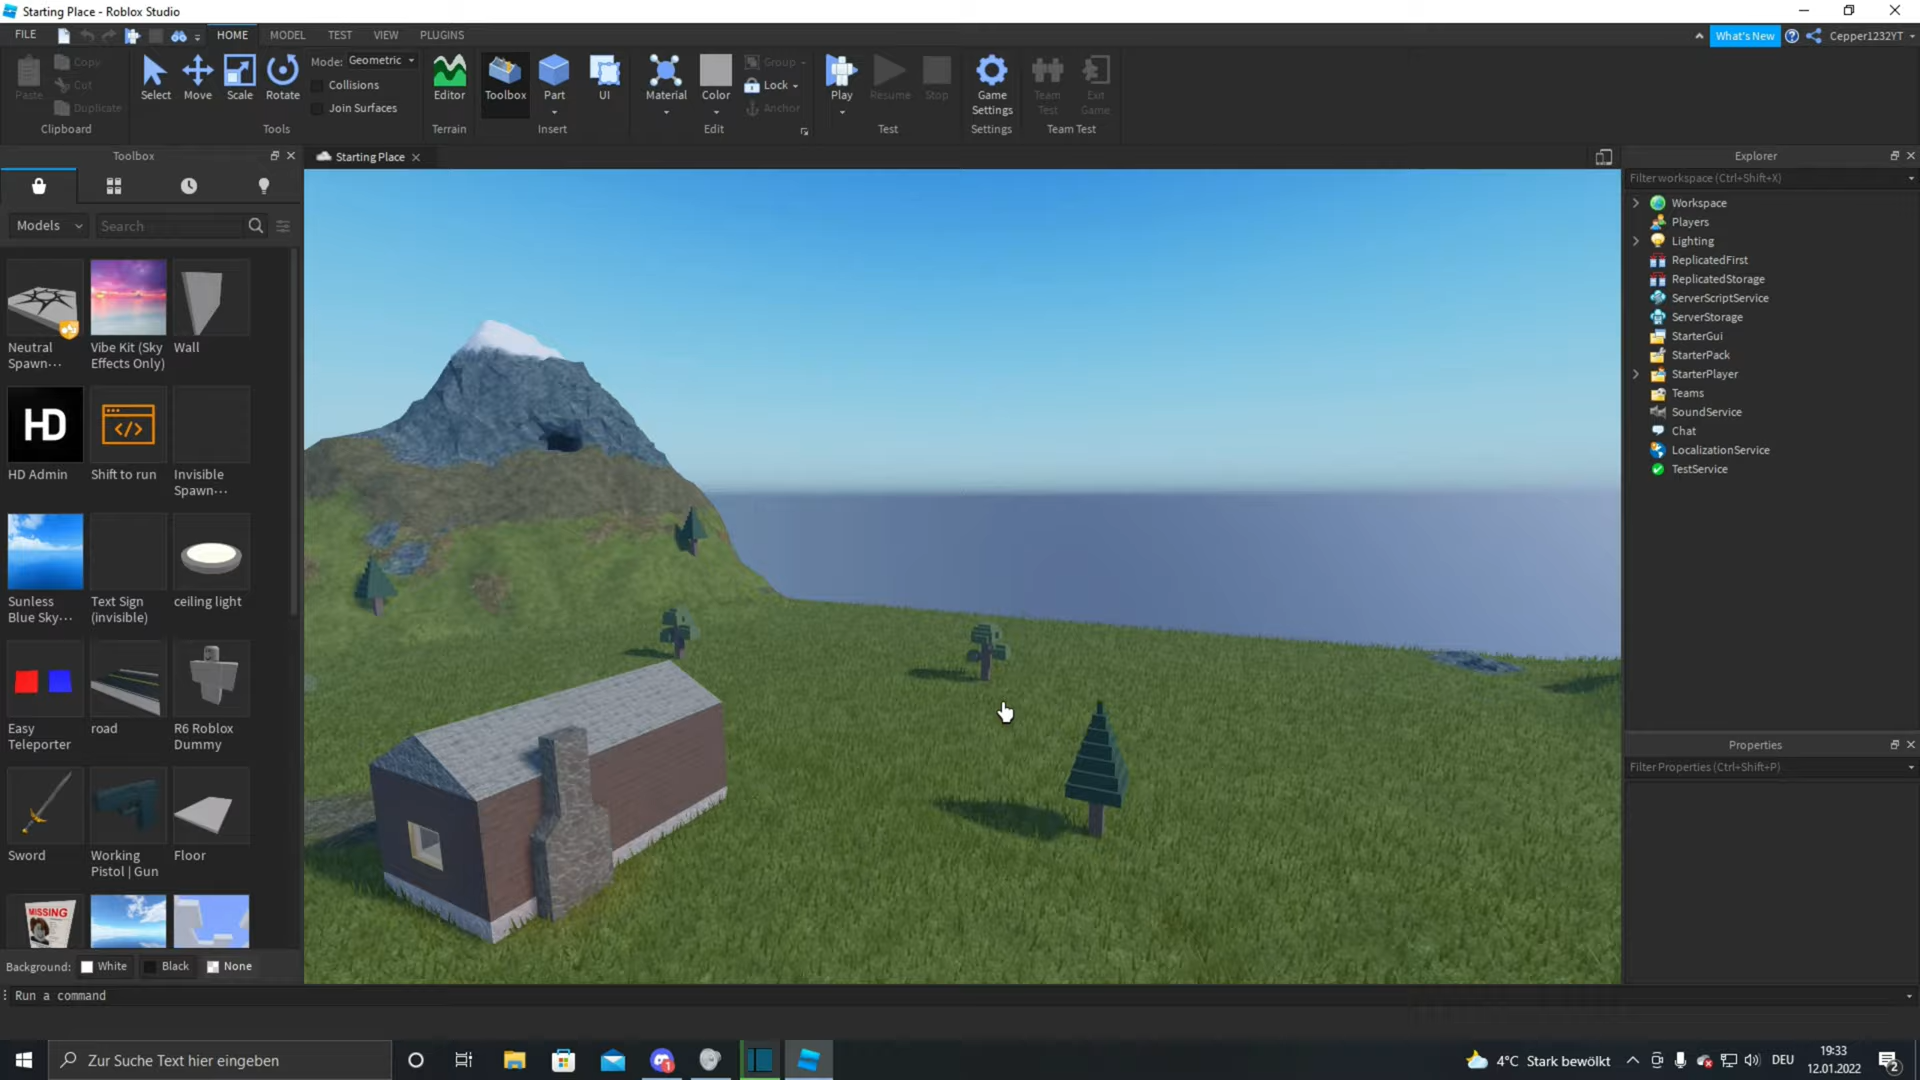 Starting Place - Roblox Studio
FILE
HOME
MODEL
TEST
VIEW
PLUGINS
What's New
Cepper1232YT
Paste
Copy
Cut
Duplicate
Clipboard
Select
Move
Scale
Rotate
Mode: Geometric
Collisions
Join Surfaces
Tools
Editor
Terrain
Toolbox
Part
UI
Insert
Material
Color
Group
Lock
Anchor
Edit
Play
Resume
Stop
Test
Game
Settings
Settings
Team
Test
Exit
Game
Team Test
Toolbox
Starting Place
Explorer
Filter workspace (Ctrl+Shift+X)
Models
Search
Workspace
Players
Lighting
ReplicatedFirst
ReplicatedStorage
ServerScriptService
ServerStorage
StarterGui
StarterPack
StarterPlayer
Teams
SoundService
Chat
LocalizationService
TestService
Neutral
Spawn...
Vibe Kit (Sky
Effects Only)
Wall
HD
HD Admin
Shift to run
Invisible
Spawn...
Sunless
Blue Sky...
Text Sign
(invisible)
ceiling light
Easy
Teleporter
road
R6 Roblox
Dummy
Sword
Working
Pistol | Gun
Floor
MISSING
Properties
Filter Properties (Ctrl+Shift+P)
Background:
White
Black
None
Run a command
Zur Suche Text hier eingeben
1
4°C Stark bewölkt
DEU
19:33
12.01.2022
2